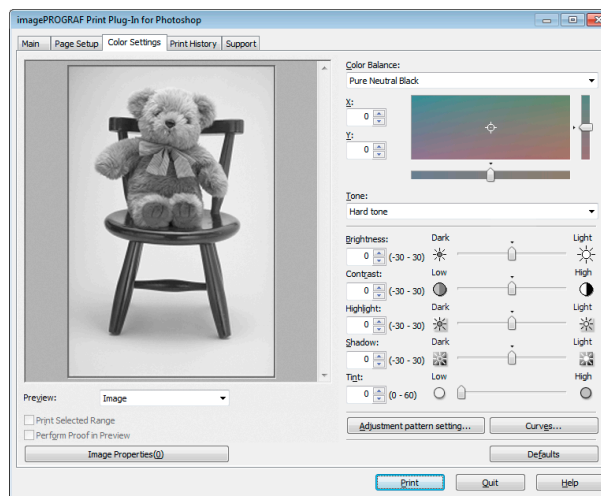 imagePROGRAF Print Plug-In for Photoshop
Main Page Setup Color Settings Print History Support
Color Balance:
Pure Neutral Black
X:
0
Y:
0
Tone:
Hard tone
Brightness: Dark Light
0 (-30 - 30)
Contrast: Low High
0 (-30 - 30)
Highlight: Dark Light
0 (-30 - 30)
Shadow: Dark Light
0 (-30 - 30)
Tint: Low High
0 (0 - 60)
Preview: Image
Print Selected Range
Perform Proof in Preview
Adjustment pattern setting... Curves...
Image Properties(O) Defaults
Print Quit Help